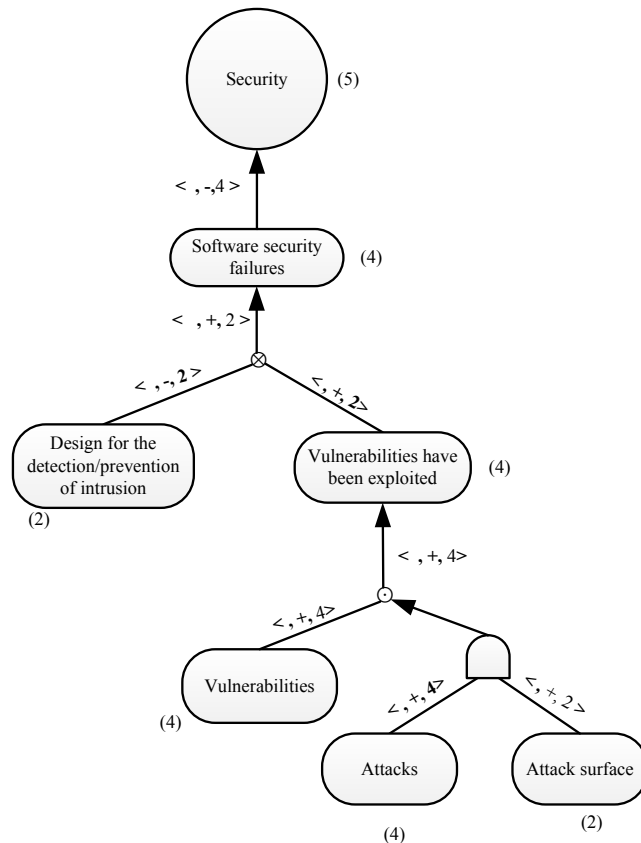 Security
(5)
< , -,4 >
Software security
failures
(4)
< , +, 2 >
< , -, 2 >
< , +, 2>
Design for the
detection/prevention
of intrusion
(2)
Vulnerabilities have
been exploited
(4)
< , +, 4>
< , +, 4>
Vulnerabilities
(4)
< , +, 4>
< , +, 2>
Attacks
(4)
Attack surface
(2)